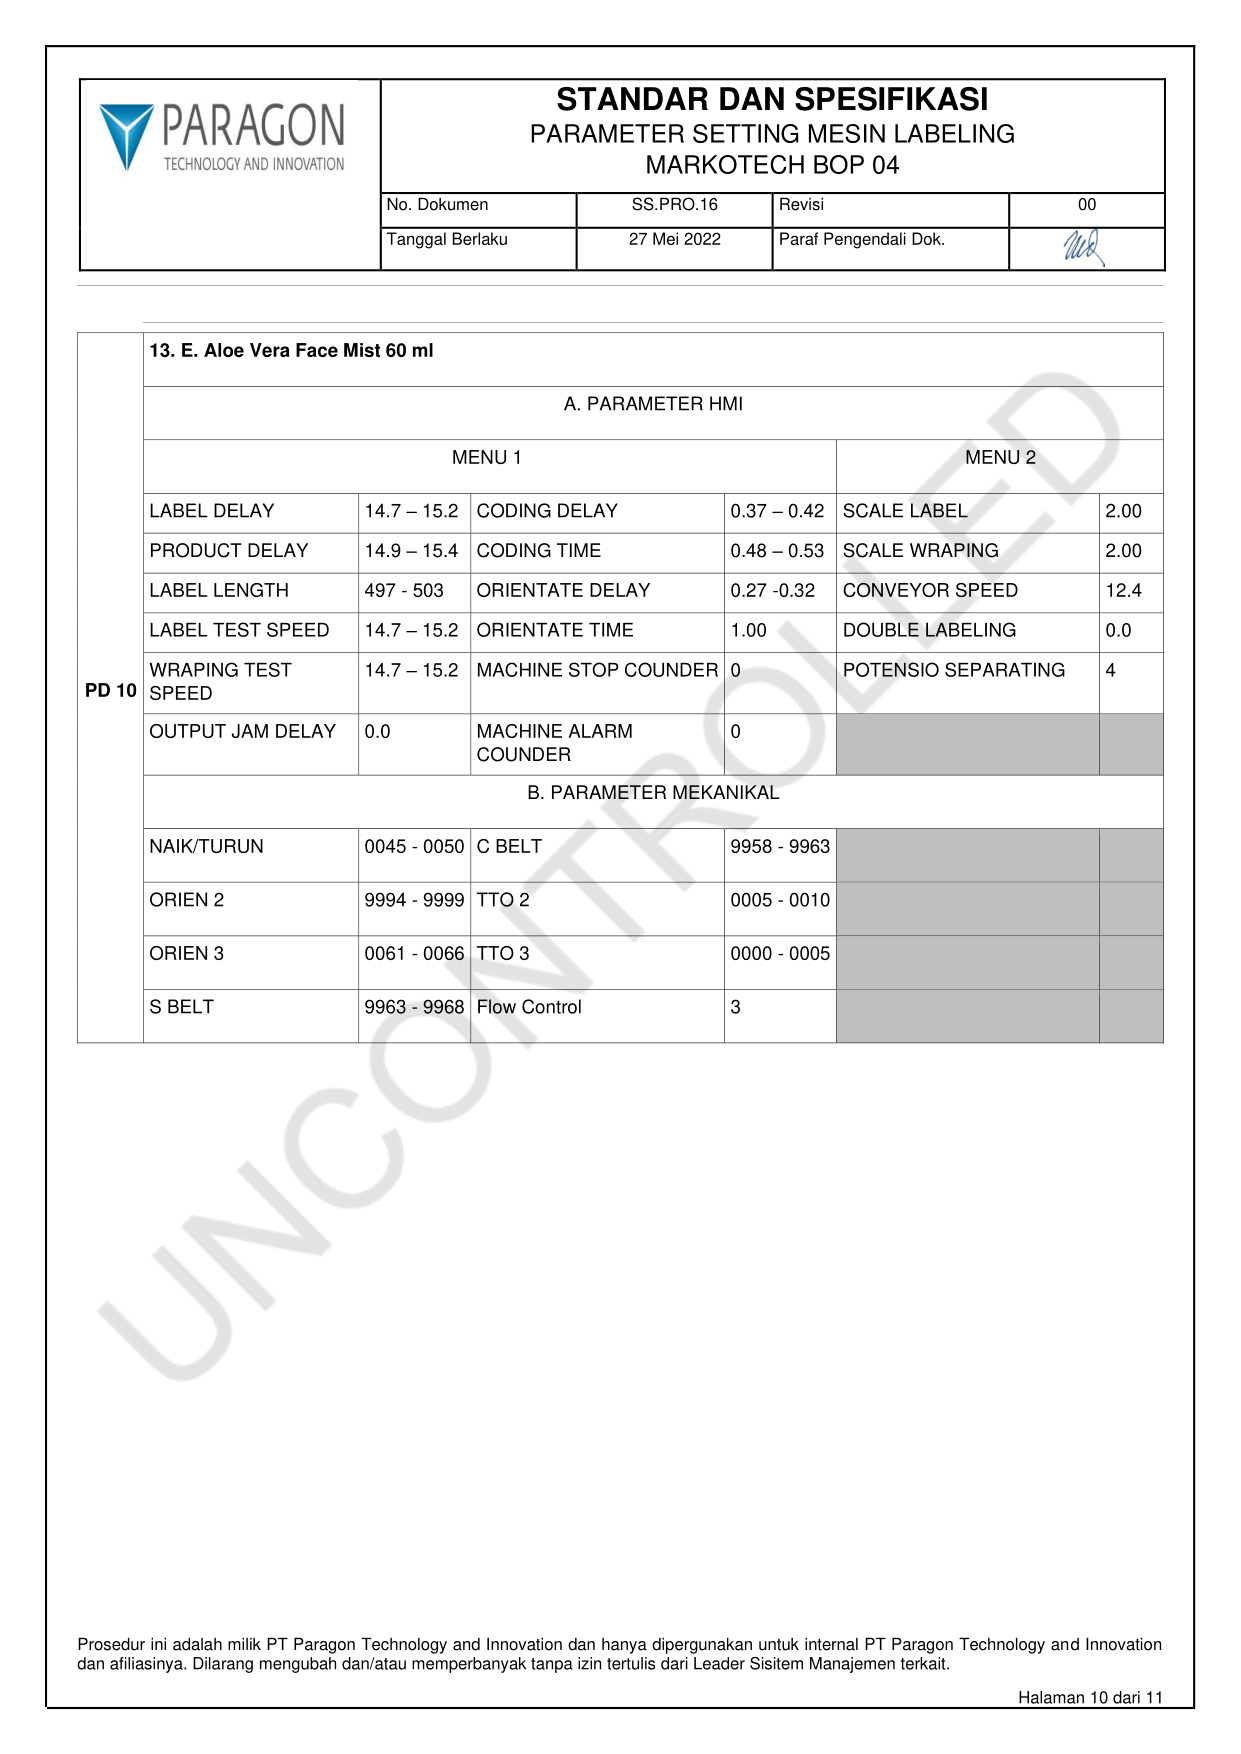 PARAGON
TECHNOLOGY AND INNOVATION
STANDAR DAN SPESIFIKASI
PARAMETER SETTING MESIN LABELING
MARKOTECH BOP 04
No. Dokumen SS.PRO.16 Revisi 00
Tanggal Berlaku 27 Mei 2022 Paraf Pengendali Dok.
13. E. Aloe Vera Face Mist 60 ml
A. PARAMETER HMI
MENU 1 MENU 2
LABEL DELAY 14.7 – 15.2 CODING DELAY 0.37 – 0.42 SCALE LABEL 2.00
PRODUCT DELAY 14.9 – 15.4 CODING TIME 0.48 – 0.53 SCALE WRAPING 2.00
LABEL LENGTH 497 - 503 ORIENTATE DELAY 0.27 -0.32 CONVEYOR SPEED 12.4
LABEL TEST SPEED 14.7 – 15.2 ORIENTATE TIME 1.00 DOUBLE LABELING 0.0
WRAPING TEST 14.7 – 15.2 MACHINE STOP COUNDER 0 POTENSIO SEPARATING 4
PD 10 SPEED
OUTPUT JAM DELAY 0.0 MACHINE ALARM 0
COUNDER
B. PARAMETER MEKANIKAL
NAIK/TURUN 0045 - 0050 C BELT 9958 - 9963
ORIEN 2 9994 - 9999 TTO 2 0005 - 0010
ORIEN 3 0061 - 0066 TTO 3 0000 - 0005
S BELT 9963 - 9968 Flow Control 3
UNCONTROLLED
Prosedur ini adalah milik PT Paragon Technology and Innovation dan hanya dipergunakan untuk internal PT Paragon Technology and Innovation
dan afiliasinya. Dilarang mengubah dan/atau memperbanyak tanpa izin tertulis dari Leader Sisitem Manajemen terkait.
Halaman 10 dari 11